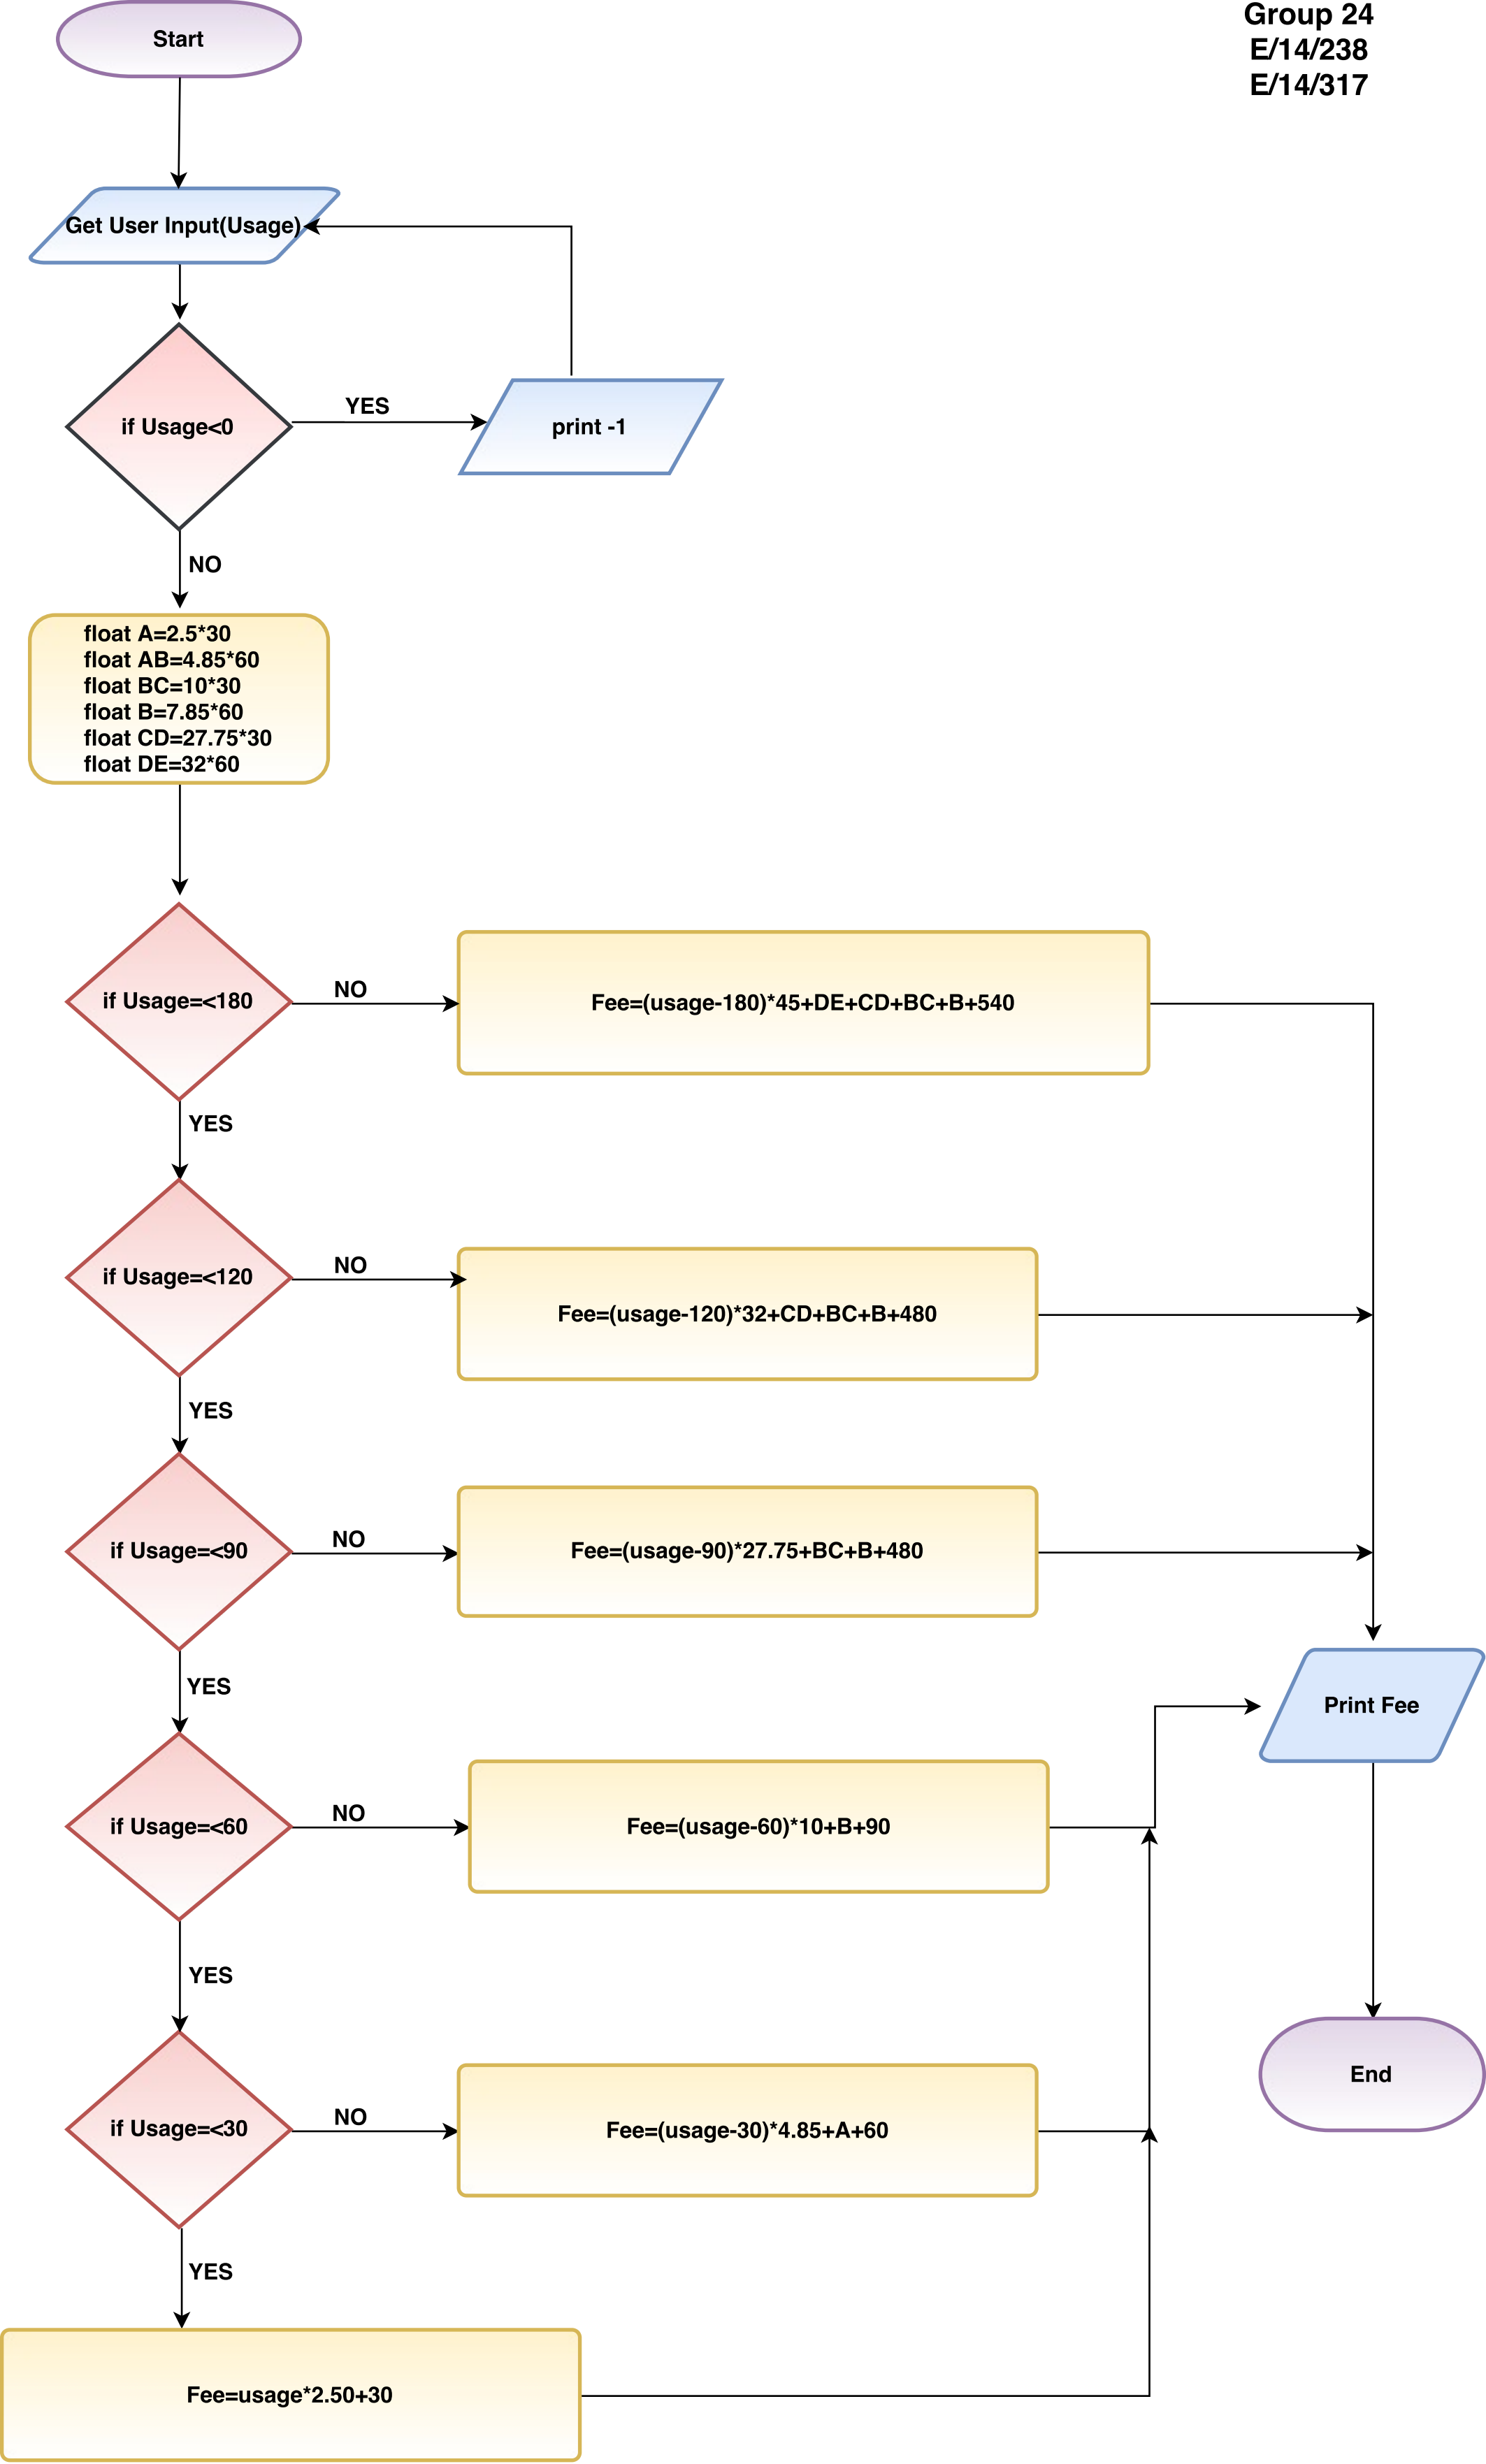 Group 24
E/14/238
E/14/317
Start
Get User Input(Usage)
if Usage<0
YES
print -1
NO
float A=2.5*30
float AB=4.85*60
float BC=10*30
float B=7.85*60
float CD=27.75*30
float DE=32*60
if Usage=<180
NO
Fee=(usage-180)*45+DE+CD+BC+B+540
YES
if Usage=<120
NO
Fee=(usage-120)*32+CD+BC+B+480
YES
if Usage=<90
NO
Fee=(usage-90)*27.75+BC+B+480
YES
Print Fee
if Usage=<60
NO
Fee=(usage-60)*10+B+90
YES
End
if Usage=<30
NO
Fee=(usage-30)*4.85+A+60
YES
Fee=usage*2.50+30